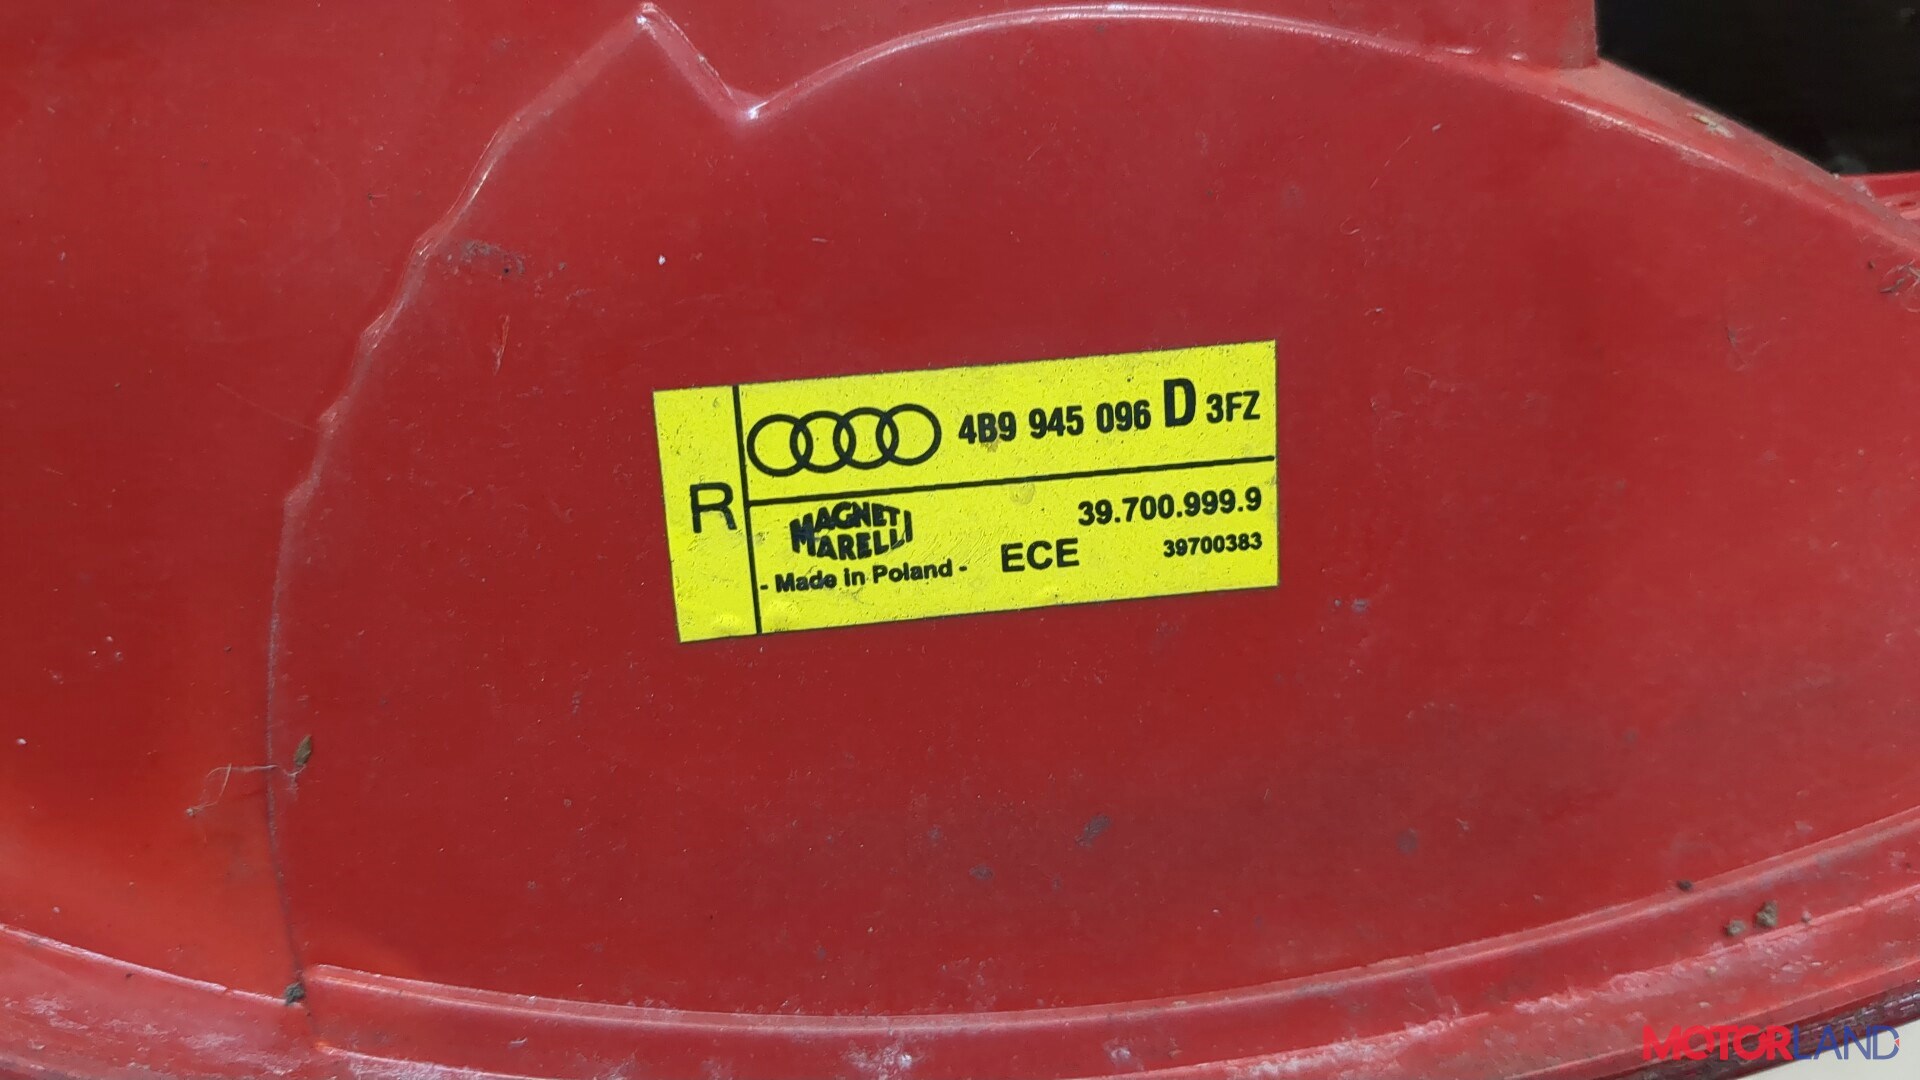 R
4B9 945 096 D 3FZ
MAGNETI
MARELLI
39.700.999.9
- Made in Poland - ECE 39700383
MOTORLAND